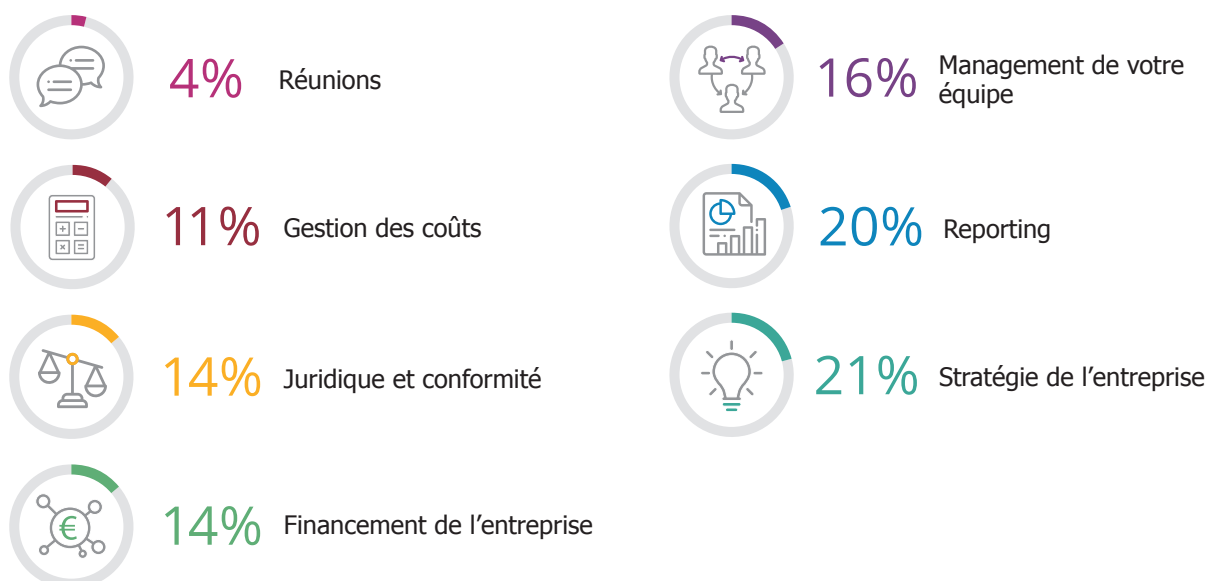 4% Réunions
11% Gestion des coûts
14% Juridique et conformité
€
14% Financement de l’entreprise
16% Management de votre
équipe
20% Reporting
21% Stratégie de l’entreprise